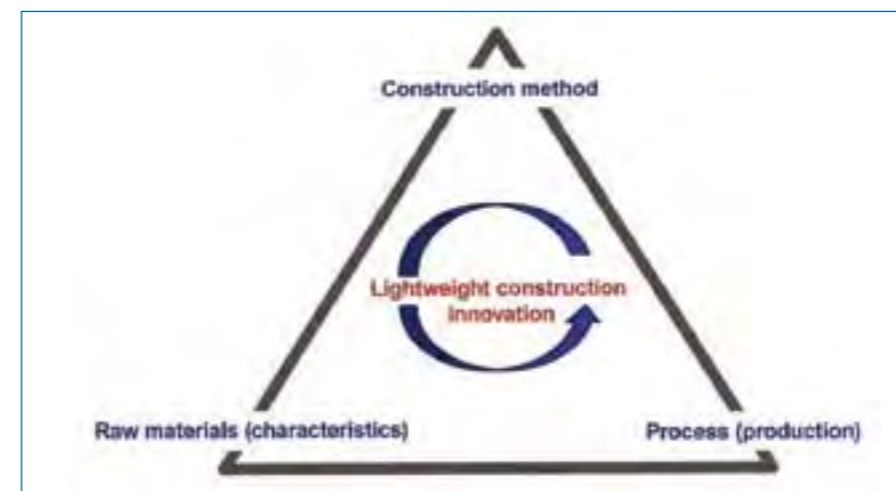 Construction method
Lightweight construction
innovation
Raw materials (characteristics)
Process (production)